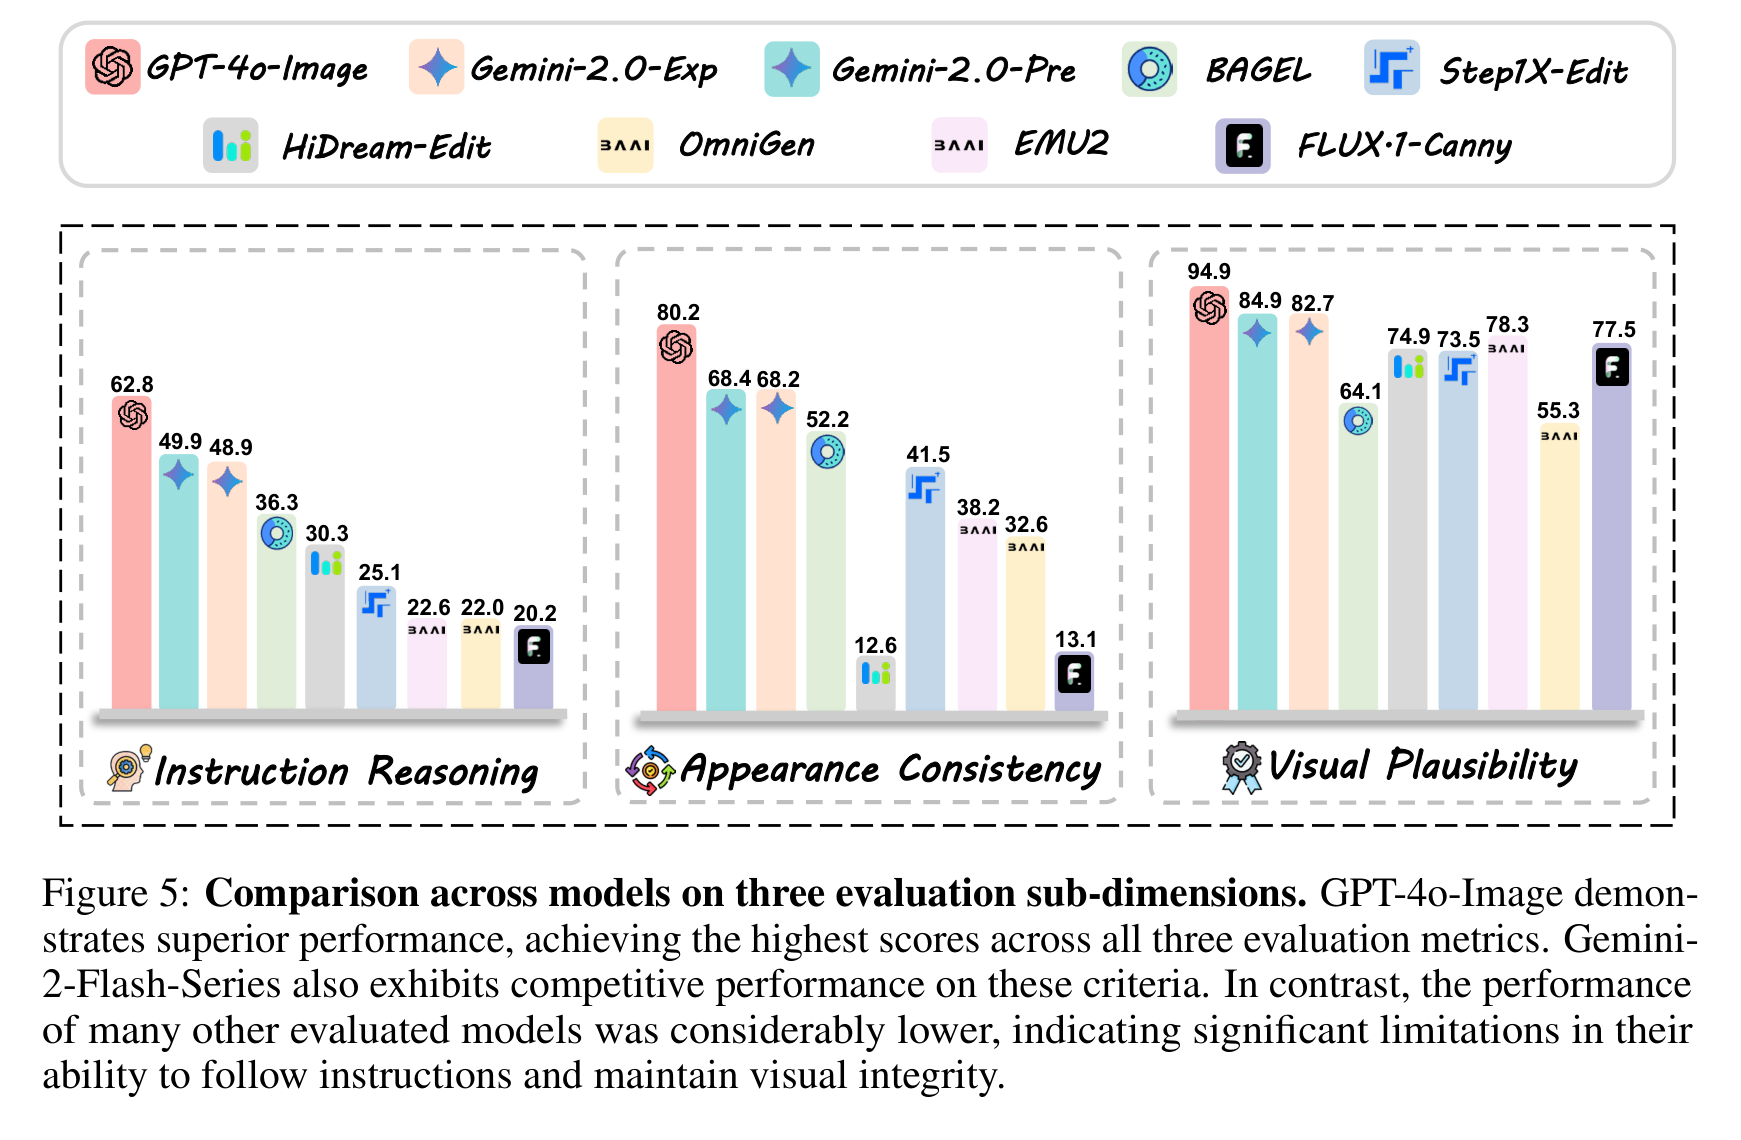 GPT-4o-Image Gemini-2.0-Exp Gemini-2.0-Pre BAGEL Step1X-Edit
HiDream-Edit BAAI OmniGen BAAI EMU2 F. FLUX·1-Canny
62.8 49.9 48.9 36.3 30.3 25.1 22.6 22.0 20.2
BAAI BAAI F.
Instruction Reasoning
80.2 68.4 68.2 52.2 12.6 41.5 38.2 32.6 13.1
BAAI BAAI F.
Appearance Consistency
94.9 84.9 82.7 64.1 74.9 73.5 78.3 55.3 77.5
BAAI BAAI F.
Visual Plausibility
Figure 5: Comparison across models on three evaluation sub-dimensions. GPT-4o-Image demon-
strates superior performance, achieving the highest scores across all three evaluation metrics. Gemini-
2-Flash-Series also exhibits competitive performance on these criteria. In contrast, the performance
of many other evaluated models was considerably lower, indicating significant limitations in their
ability to follow instructions and maintain visual integrity.